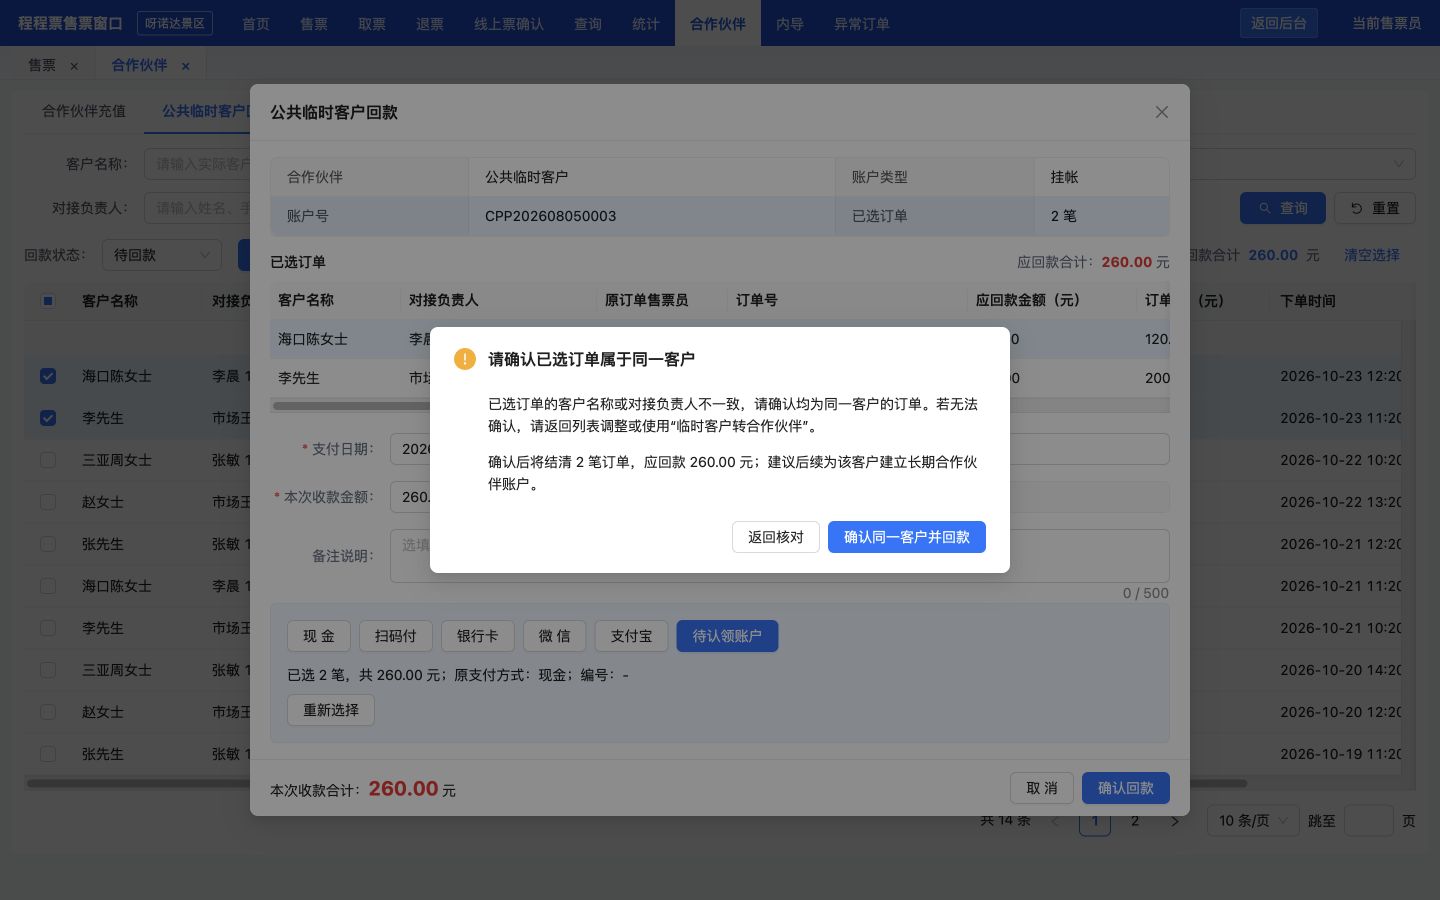 程程票售票窗口 呀诺达景区 首页 售票 取票 退票 线上票确认 查询 统计 合作伙伴 内导 异常订单 返回后台 当前售票员
售票 × 合作伙伴 ×
合作伙伴充值 公共临时客户回
公共临时客户回款
客户名称: 请输入实际客户
对接负责人: 请输入姓名、手
查询 重置
回款状态: 待回款
回款合计 260.00 元 清空选择
合作伙伴 公共临时客户 账户类型 挂帐
账户号 CPP202608050003 已选订单 2 笔
已选订单 应回款合计: 260.00 元
客户名称 对接负责人 原订单售票员 订单号 应回款金额（元） 订单
海口陈女士 李晨 0 120.
李先生 市场 00 200
请确认已选订单属于同一客户
已选订单的客户名称或对接负责人不一致，请确认均为同一客户的订单。若无法
确认，请返回列表调整或使用“临时客户转合作伙伴”。
确认后将结清 2 笔订单，应回款 260.00 元；建议后续为该客户建立长期合作伙
伴账户。
返回核对 确认同一客户并回款
* 支付日期: 2026
* 本次收款金额: 260.
备注说明: 选填
0 / 500
现 金 扫码付 银行卡 微 信 支付宝 待认领账户
已选 2 笔，共 260.00 元；原支付方式：现金；编号：-
重新选择
本次收款合计: 260.00 元 取 消 确认回款
客户名称 对接负 （元） 下单时间
海口陈女士 李晨 1 2026-10-23 12:20
李先生 市场王 2026-10-23 11:20
三亚周女士 张敏 1 2026-10-22 10:20
赵女士 市场王 2026-10-22 13:20
张先生 张敏 1 2026-10-21 12:20
海口陈女士 李晨 1 2026-10-21 11:20
李先生 市场王 2026-10-21 10:20
三亚周女士 张敏 1 2026-10-20 14:20
赵女士 市场王 2026-10-20 12:20
张先生 张敏 1 2026-10-19 11:20
共 14 条 < 1 2 > 10 条/页 跳至 页